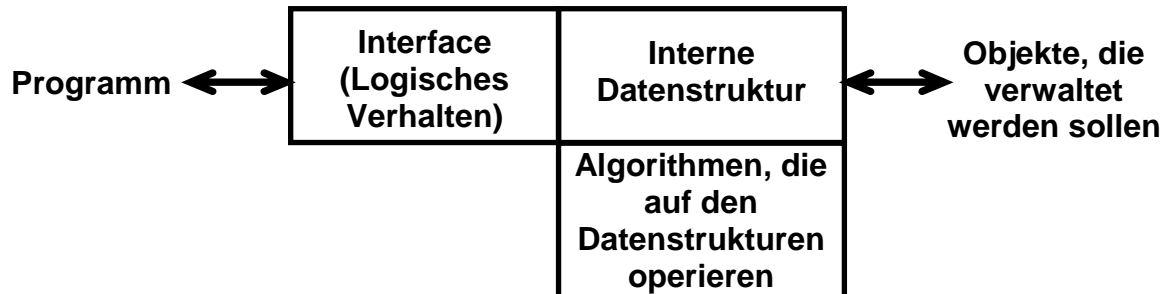 Programm
Interface
(Logisches
Verhalten)
Interne
Datenstruktur
Objekte, die
verwaltet
werden sollen
Algorithmen, die
auf den
Datenstrukturen
operieren